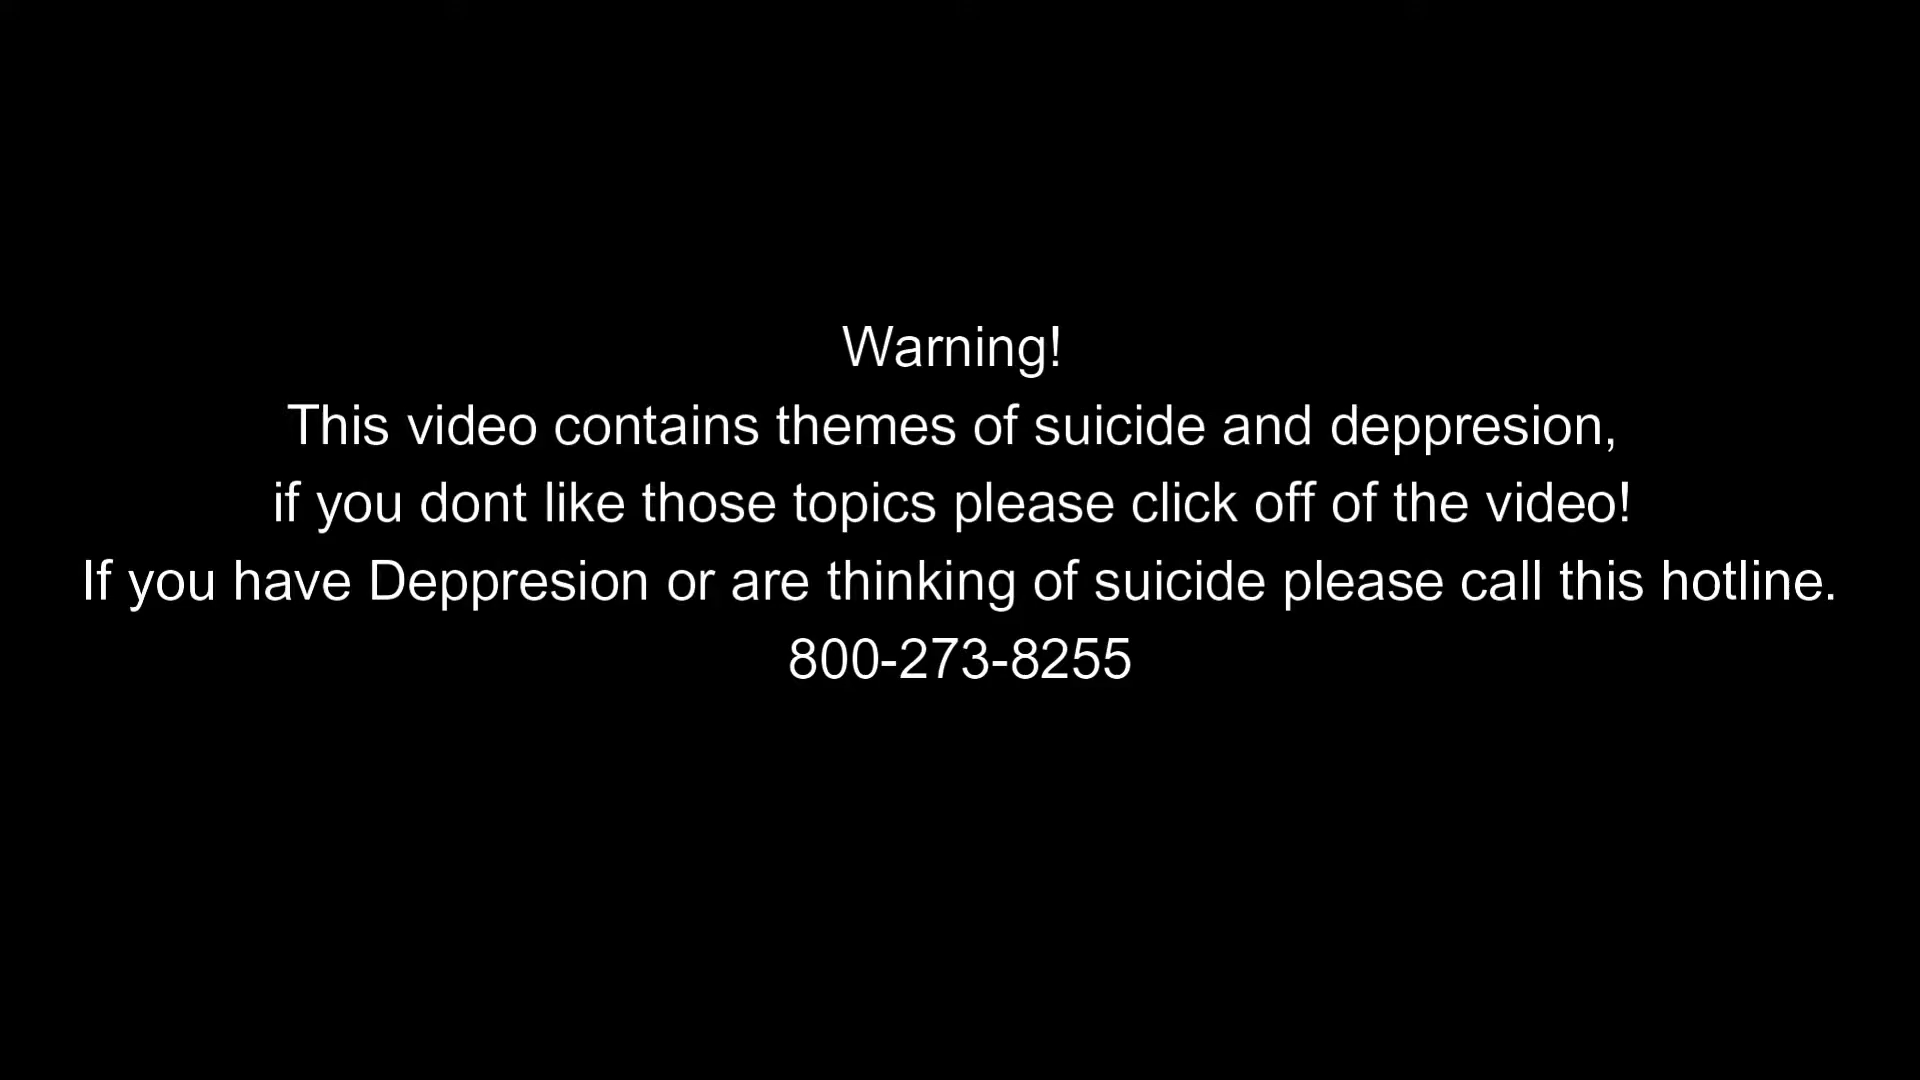 Warning!
This video contains themes of suicide and deppresion,
if you dont like those topics please click off of the video!
If you have Deppresion or are thinking of suicide please call this hotline.
800-273-8255